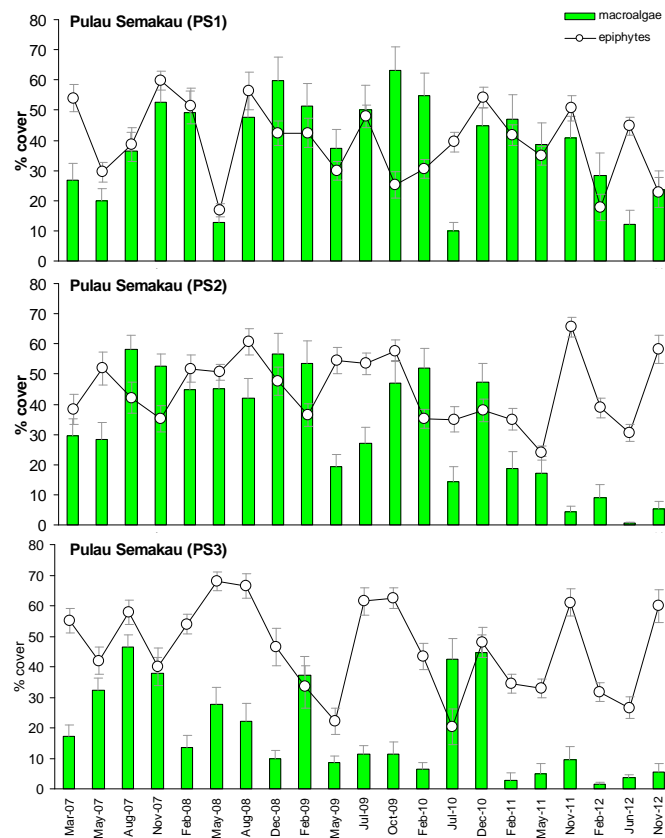 Pulau Semakau (PS1)
macroalgae
epiphytes
80
70
60
50
40
30
20
10
0
% cover
Pulau Semakau (PS2)
80
70
60
50
40
30
20
10
0
% cover
Pulau Semakau (PS3)
80
70
60
50
40
30
20
10
0
% cover
Mar-07
May-07
Aug-07
Nov-07
Feb-08
May-08
Aug-08
Dec-08
Feb-09
May-09
Jul-09
Oct-09
Feb-10
Jul-10
Dec-10
Feb-11
May-11
Nov-11
Feb-12
Jun-12
Nov-12